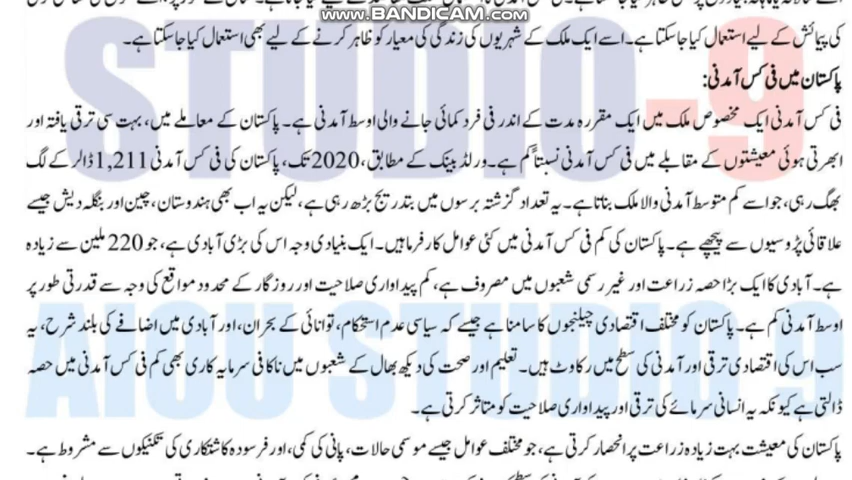 www.BANDICAM.com
کی پیمائش کے لیے استعمال کیا جا سکتا ہے۔ اسے ایک ملک کے شہریوں کی زندگی کی معیار کو ظاہر کرنے کے لیے بھی استعمال کیا جا سکتا ہے۔
پاکستان میں فی کس آمدنی:
فی کس آمدنی ایک مخصوص ملک میں ایک مقررہ مدت کے اندر فی فرد کمائی جانے والی اوسط آمدنی ہے۔ پاکستان کے معاملے میں، بہت سی ترقی یافتہ اور
ابھرتی ہوئی معیشتوں کے مقابلے میں فی کس آمدنی نسبتاً کم ہے۔ ورلڈ بینک کے مطابق، 2020 تک، پاکستان کی فی کس آمدنی 1,211 ڈالر کے لگ
بھگ رہی، جو اسے کم متوسط آمدنی والا ملک بناتا ہے۔ یہ تعداد گزشتہ برسوں میں بتدریج بڑھ رہی ہے، لیکن یہ اب بھی ہندوستان، چین اور بنگلہ دیش جیسے
علاقائی پڑوسیوں سے پیچھے ہے۔ پاکستان کی کم فی کس آمدنی میں کئی عوامل کارفرما ہیں۔ ایک بنیادی وجہ اس کی بڑی آبادی ہے، جو 220 ملین سے زیادہ
ہے۔ آبادی کا ایک بڑا حصہ زراعت اور غیر رسمی شعبوں میں مصروف ہے، کم پیداواری صلاحیت اور روزگار کے محدود مواقع کی وجہ سے قدرتی طور پر
اوسط آمدنی کم ہے۔ پاکستان کو مختلف اقتصادی چیلنجوں کا سامنا ہے جیسے کہ سیاسی عدم استحکام، توانائی کے بحران، اور آبادی میں اضافے کی بلند شرح، یہ
سب اس کی اقتصادی ترقی اور آمدنی کی سطح میں رکاوٹ ہیں۔ تعلیم اور صحت کی دیکھ بھال کے شعبوں میں ناکافی سرمایہ کاری بھی کم فی کس آمدنی میں حصہ
ڈالتی ہے کیونکہ یہ انسانی سرمائے کی ترقی اور پیداواری صلاحیت کو متاثر کرتی ہے۔
پاکستان کی معیشت بہت زیادہ زراعت پر انحصار کرتی ہے، جو مختلف عوامل جیسے موسمی حالات، پانی کی کمی، اور فرسودہ کاشتکاری کی تکنیکوں سے مشروط ہے۔
STUDIO-9
AIOU STUDIO 9